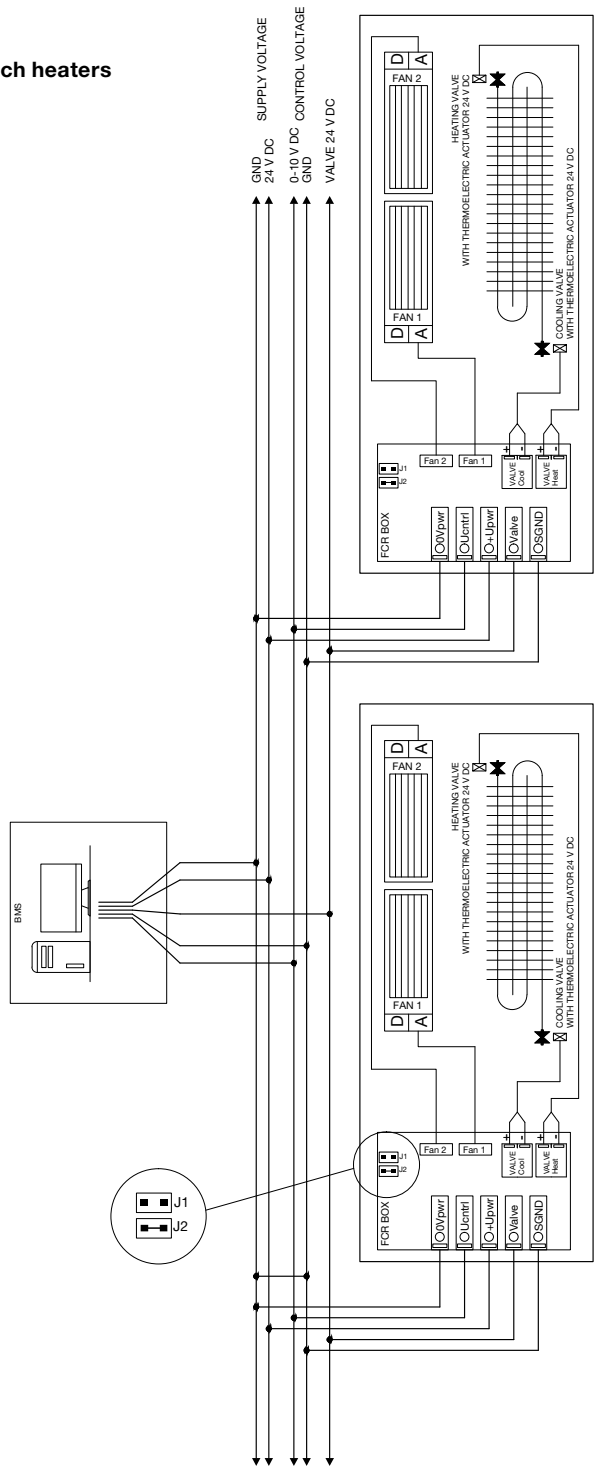 ch heaters
GND
24 V DC
SUPPLY VOLTAGE
0-10 V DC
GND
CONTROL VOLTAGE
VALVE 24 V DC
D
A
FAN 2
FAN 1
D
A
HEATING VALVE
WITH THERMOELECTRIC ACTUATOR 24 V DC
COOLING VALVE
WITH THERMOELECTRIC ACTUATOR 24 V DC
FCR BOX
J1
J2
Fan 2
Fan 1
+
-
VALVE
Cool
+
-
VALVE
Heat
0Vpwr
Ucntrl
+Upwr
Valve
SGND
BMS
D
A
FAN 2
FAN 1
D
A
HEATING VALVE
WITH THERMOELECTRIC ACTUATOR 24 V DC
COOLING VALVE
WITH THERMOELECTRIC ACTUATOR 24 V DC
J1
J2
FCR BOX
J1
J2
Fan 2
Fan 1
+
-
VALVE
Cool
+
-
VALVE
Heat
0Vpwr
Ucntrl
+Upwr
Valve
SGND